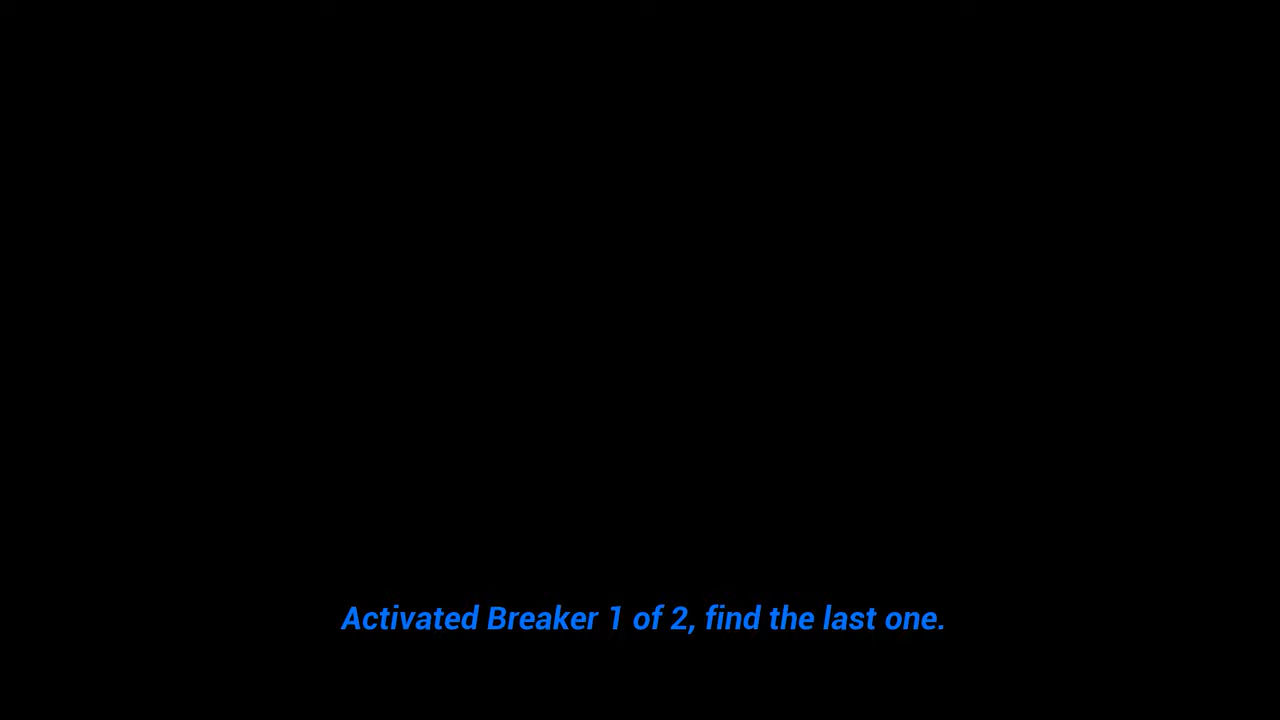 Activated Breaker 1 of 2, find the last one.